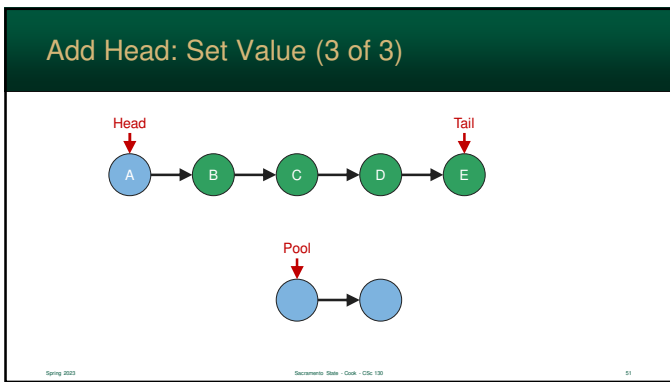 Add Head: Set Value (3 of 3)
Head Tail
A B C D E
Pool
Spring 2023 Sacramento State - Cook - CSc 130 51